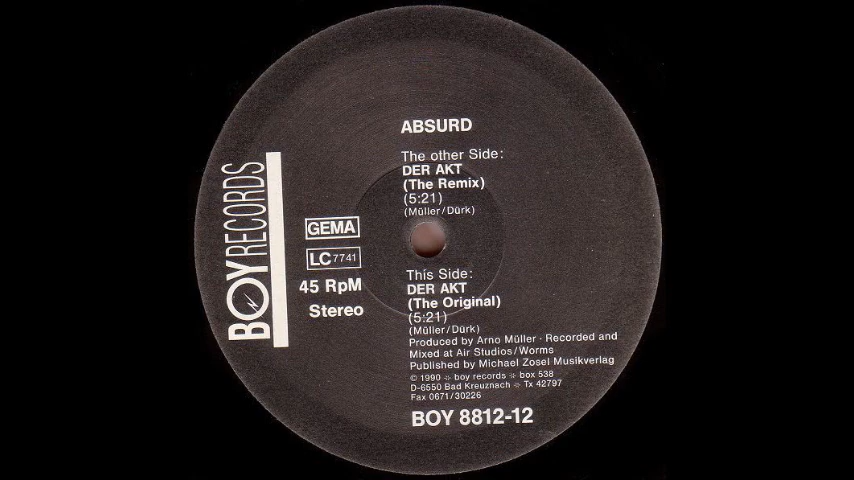 BOY RECORDS
GEMA
LC 7741
45 RpM
Stereo
ABSURD
The other Side:
DER AKT
(The Remix)
(5:21)
(Müller/Dürk)
This Side:
DER AKT
(The Original)
(5:21)
(Müller/Dürk)
Produced by Arno Müller · Recorded and
Mixed at Air Studios/Worms
Published by Michael Zosel Musikverlag
© 1990 ☆ boy records ☆ box 538
D-6550 Bad Kreuznach ☆ Tx 42797
Fax 0671/30226
BOY 8812-12